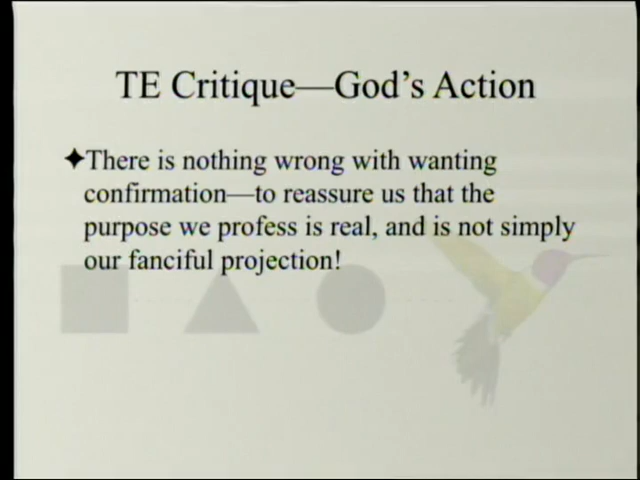 TE Critique—God's Action
✦There is nothing wrong with wanting
confirmation—to reassure us that the
purpose we profess is real, and is not simply
our fanciful projection!